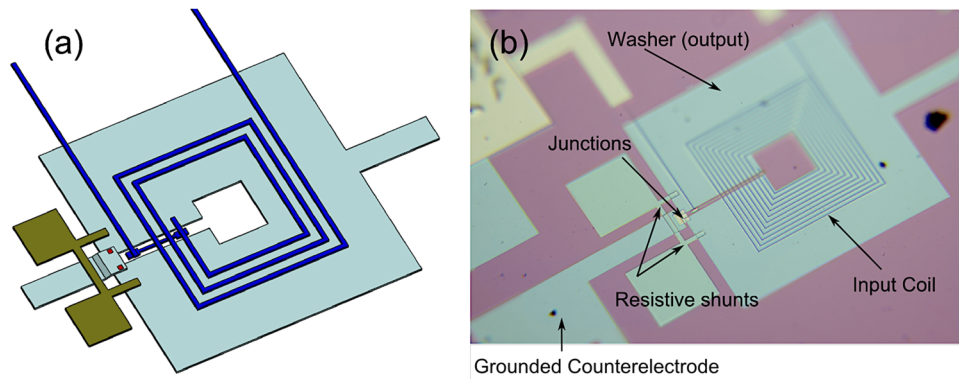 (a)
(b)
Washer (output)
Junctions
Input Coil
Resistive shunts
Grounded Counterelectrode